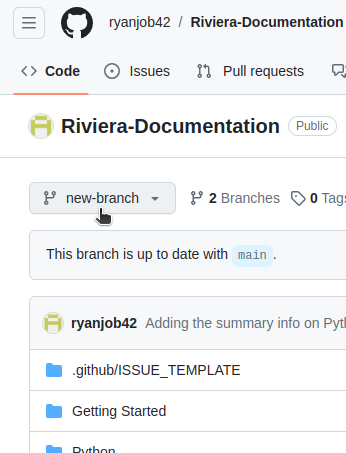 ryanjob42 / Riviera-Documentation
Code Issues Pull requests
Riviera-Documentation Public
new-branch 2 Branches 0 Tags
This branch is up to date with main.
ryanjob42 Adding the summary info on Pyt
.github/ISSUE_TEMPLATE
Getting Started
Python